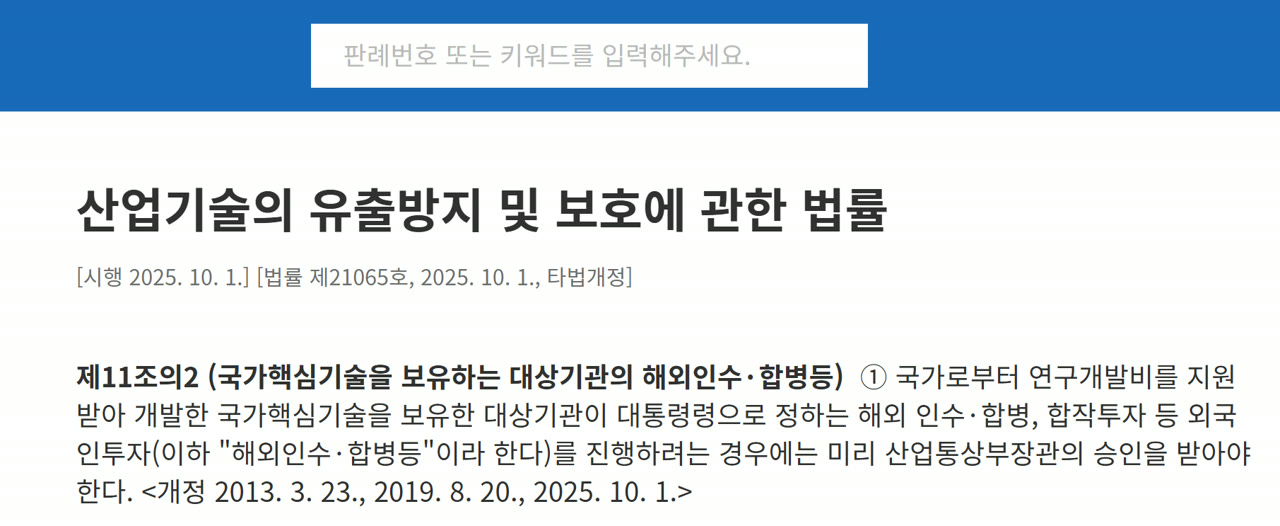 판례번호 또는 키워드를 입력해주세요.
산업기술의 유출방지 및 보호에 관한 법률
[시행 2025. 10. 1.] [법률 제21065호, 2025. 10. 1., 타법개정]
제11조의2 (국가핵심기술을 보유하는 대상기관의 해외인수·합병등) ① 국가로부터 연구개발비를 지원
받아 개발한 국가핵심기술을 보유한 대상기관이 대통령령으로 정하는 해외 인수·합병, 합작투자 등 외국
인투자(이하 "해외인수·합병등"이라 한다)를 진행하려는 경우에는 미리 산업통상부장관의 승인을 받아야
한다. <개정 2013. 3. 23., 2019. 8. 20., 2025. 10. 1.>